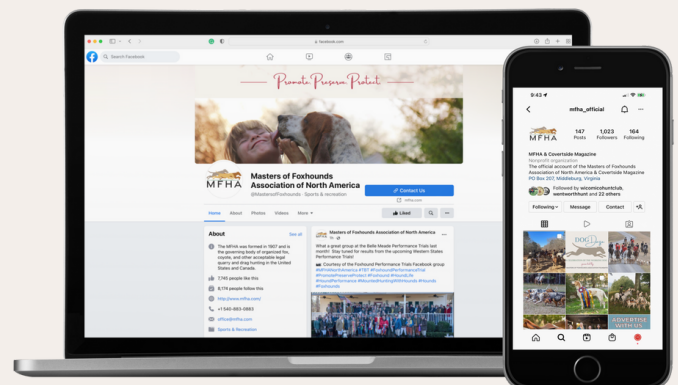 facebook.com
Search Facebook
Promote Preserve Protect
MFHA
Masters of Foxhounds
Association of North America
@MastersofFoxhounds · Sports & recreation
Contact Us
mfha.com
Home About Photos Videos More
Liked
About
See all
The MFHA was formed in 1907 and is
the governing body of organized fox,
coyote, and other acceptable legal
quarry and drag hunting in the United
States and Canada.
7,745 people like this
8,174 people follow this
http://www.mfha.com/
+1 540-883-0883
office@mfha.com
Sports & Recreation
Masters of Foxhounds Association of North America
What a great group at the Belle Meade Performance Trials last
month! Stay tuned for results from the upcoming Western States
Performance Trial!
Courtesy of the Foxhound Performance Trials Facebook group
#MFHANorthAmerica #TBT #FoxhoundPerformanceTrial
#PromotePreserveProtect #Foxhound #HoundLife
#HoundPerformance #MountedHuntingWithHounds #Hounds
#Foxhounds
9:43
mfha_official
MFHA
147
Posts
1,023
Followers
164
Following
MFHA & Covertside Magazine
Nonprofit organization
The official account of the Masters of Foxhounds
Association of North America & Covertside Magazine
PO Box 207, Middleburg, Virginia
Followed by wicomicohuntclub,
wentworthhunt and 22 others
Following
Message
Contact
DOG Days
ADVERTISE
WITH US